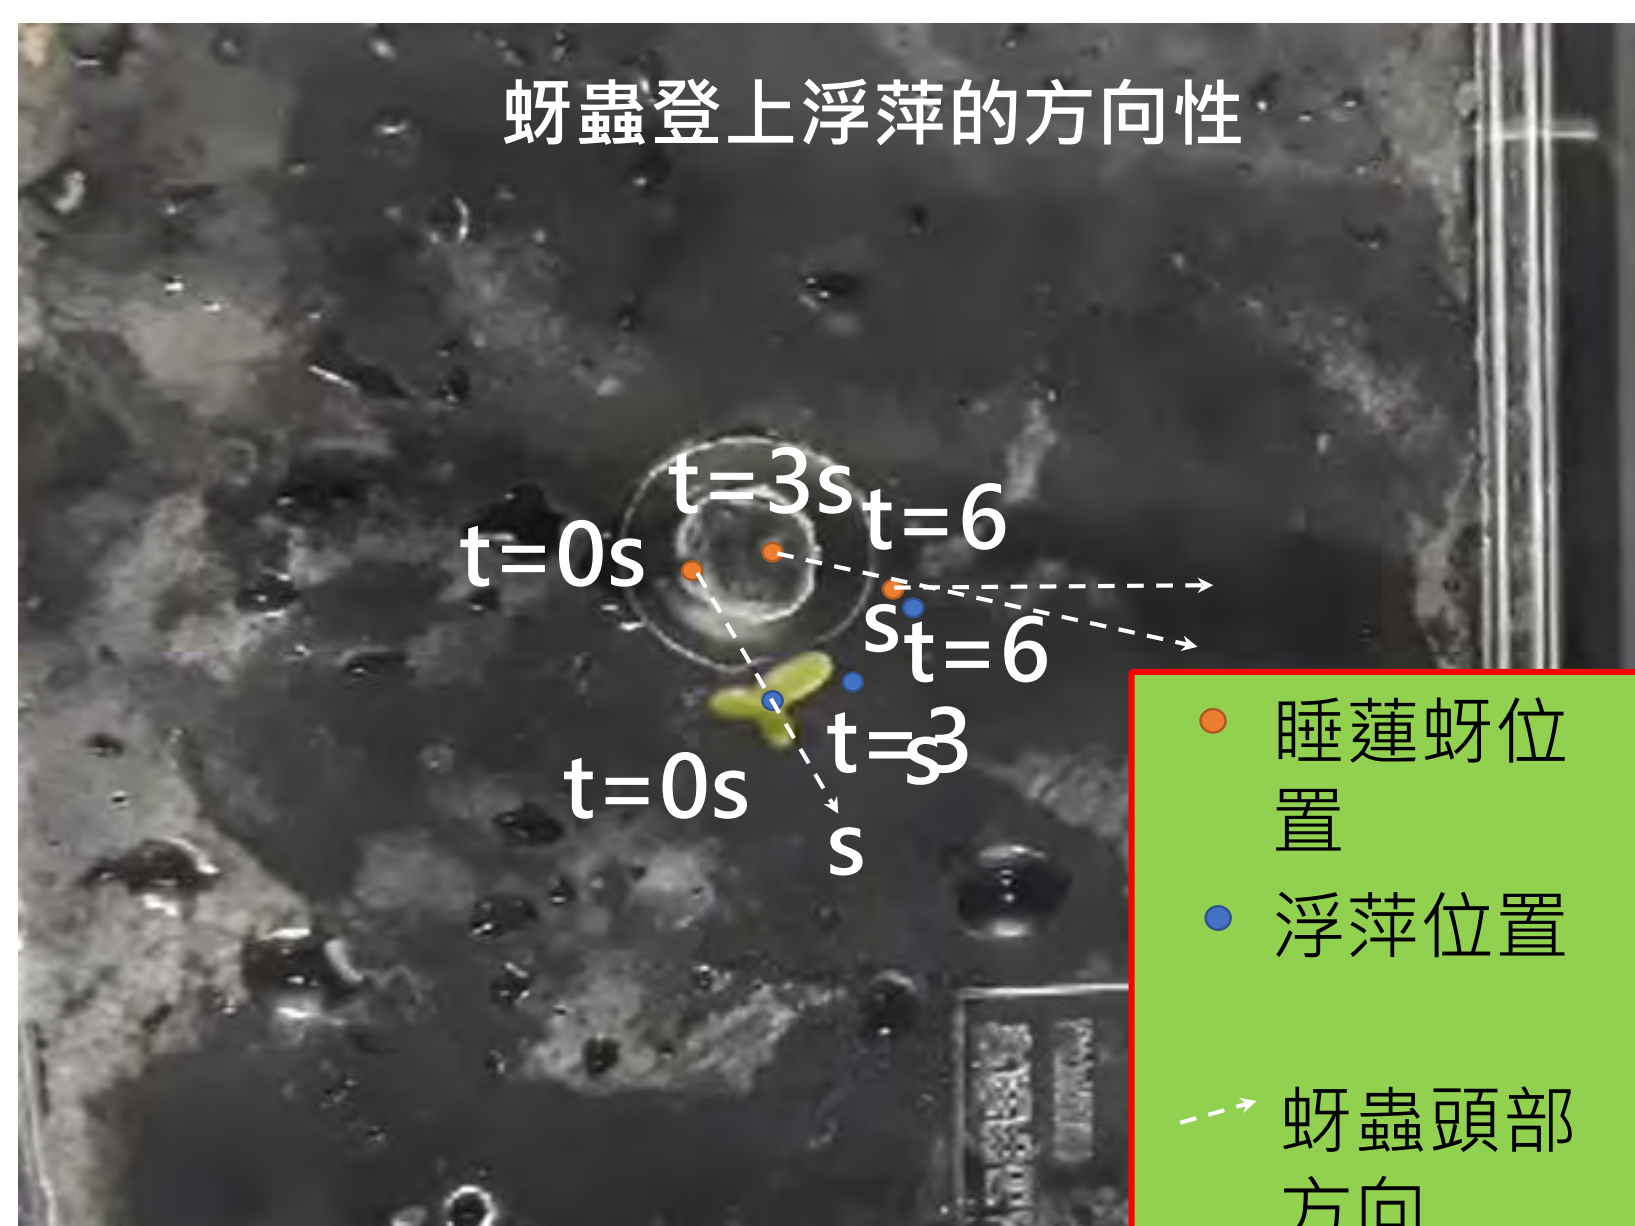 蚜蟲登上浮萍的方向性
t=3s
t=6
s
t=0s
t=6
s
t=3
s
t=0s
睡蓮蚜位
置
浮萍位置
蚜蟲頭部
方向